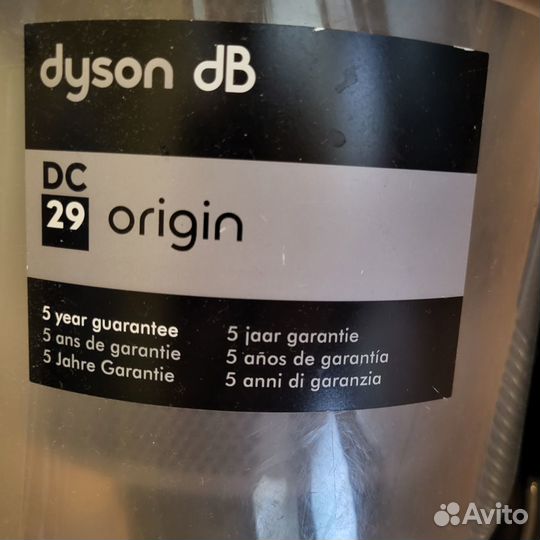 dyson dB
DC
29 origin
5 year guarantee
5 ans de garantie
5 Jahre Garantie
5 jaar garantie
5 años de garantía
5 anni di garanzia
Avito